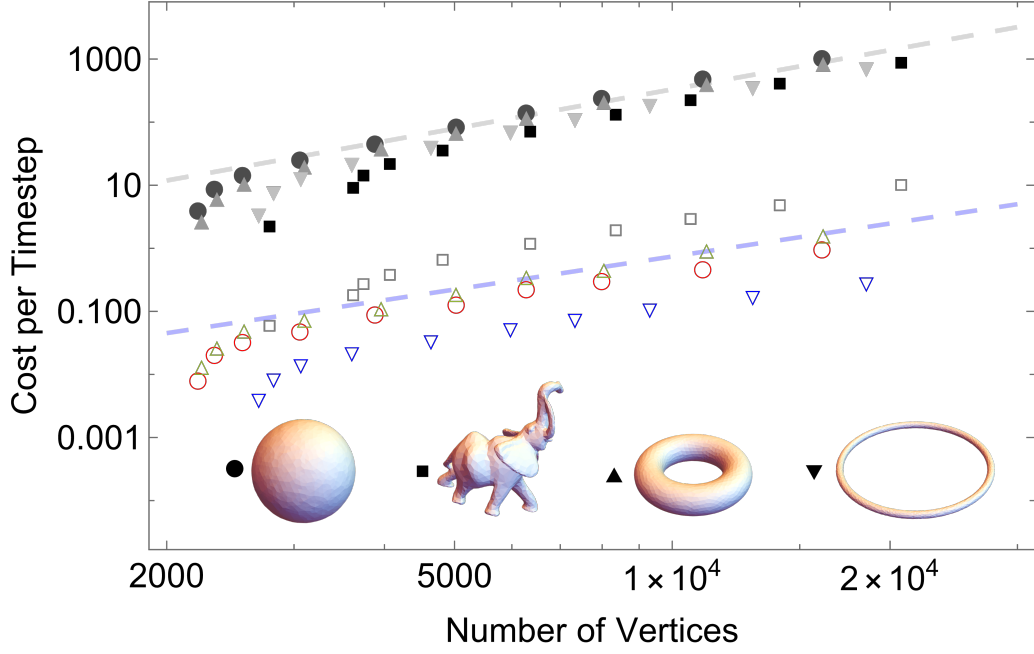 Cost per Timestep
1000
10
0.100
0.001
2000
5000
1 × 10⁴
2 × 10⁴
Number of Vertices